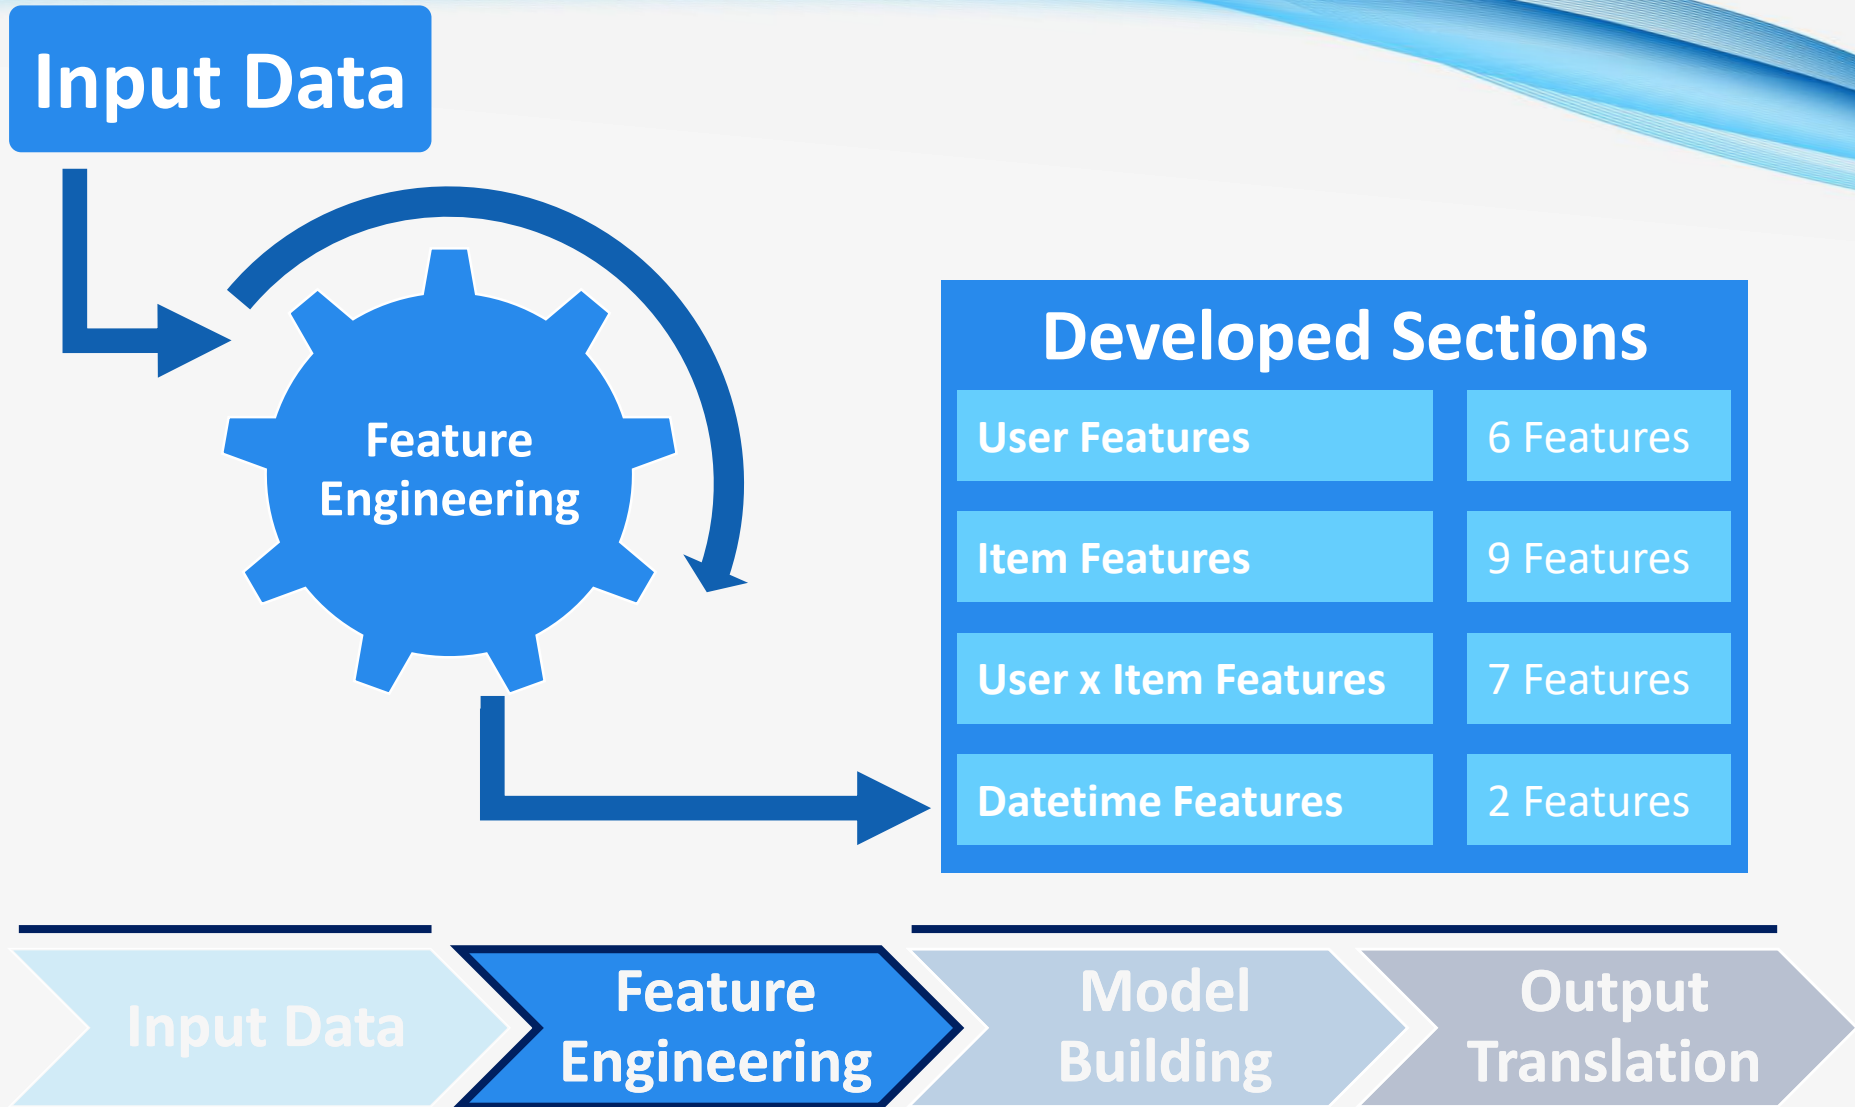 Input Data
Feature
Engineering
Developed Sections
User Features
6 Features
Item Features
9 Features
User x Item Features
7 Features
Datetime Features
2 Features
Input Data
Feature
Engineering
Model
Building
Output
Translation